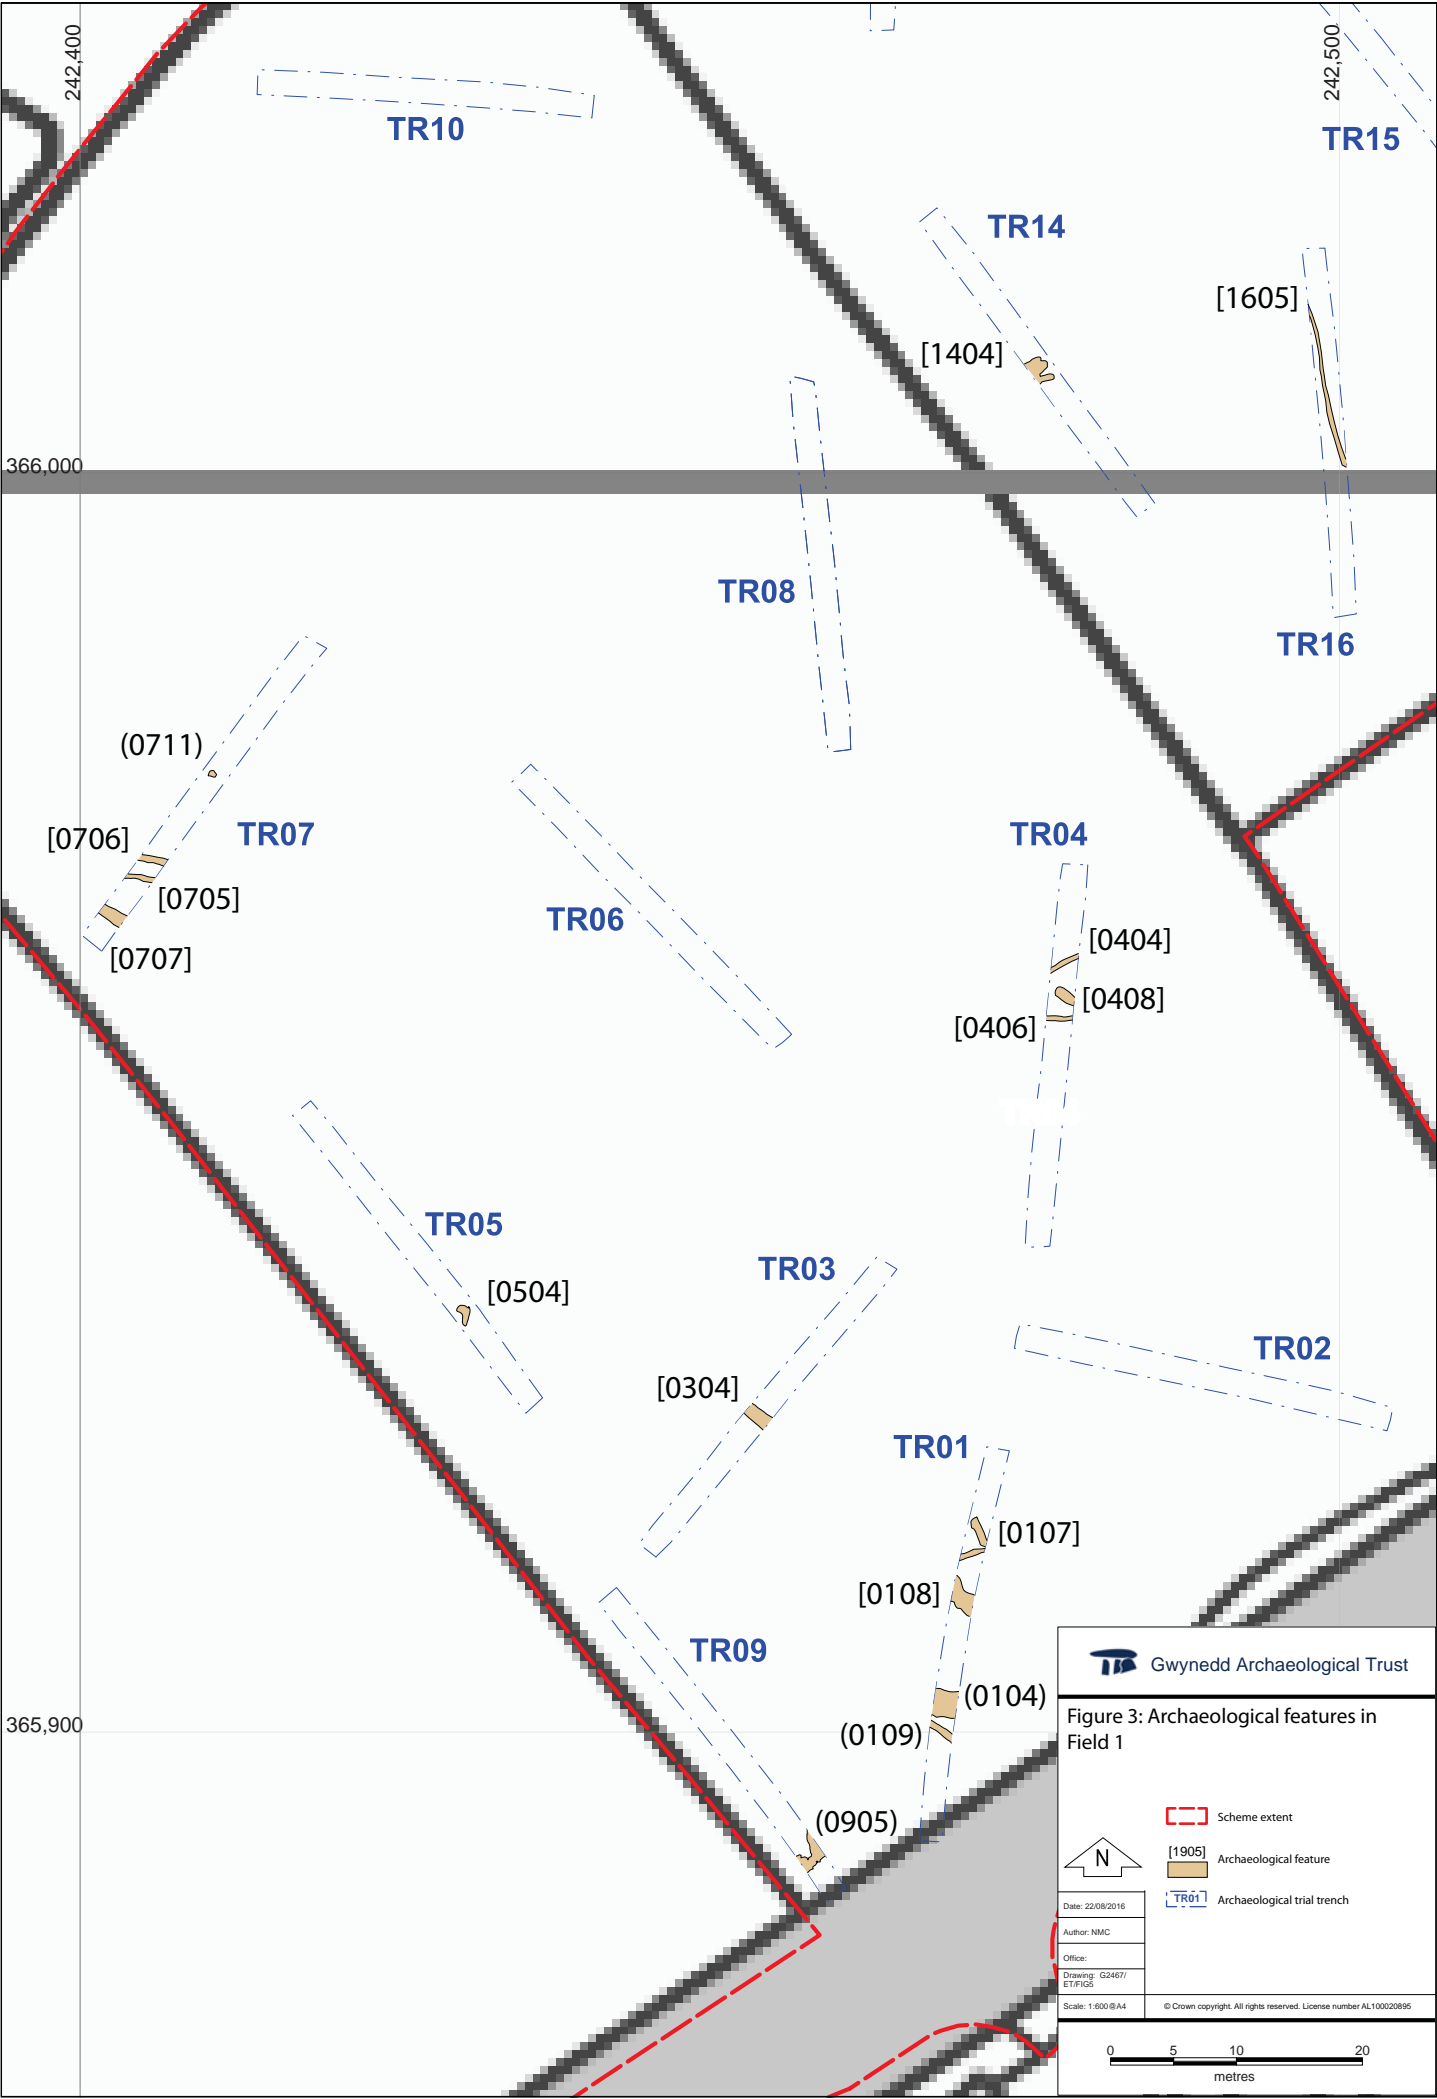 242,400
242,500
TR10
TR15
TR14
[1605]
[1404]
366,000
TR08
TR16
(0711)
[0706]
TR07
TR04
[0705]
TR06
[0404]
[0707]
[0408]
[0406]
TR05
TR03
[0504]
TR02
[0304]
TR01
[0107]
[0108]
TR09
(0104)
365,900
(0109)
(0905)
Gwynedd Archaeological Trust
Figure 3: Archaeological features in
Field 1
Scheme extent
[1905]
Archaeological feature
N
TR01
Archaeological trial trench
Date: 22/08/2016
Author: NMC
Office:
Drawing: G2467/
ET/FIG5
Scale: 1:600@A4
© Crown copyright. All rights reserved. License number AL100020895
0 5 10 20
metres